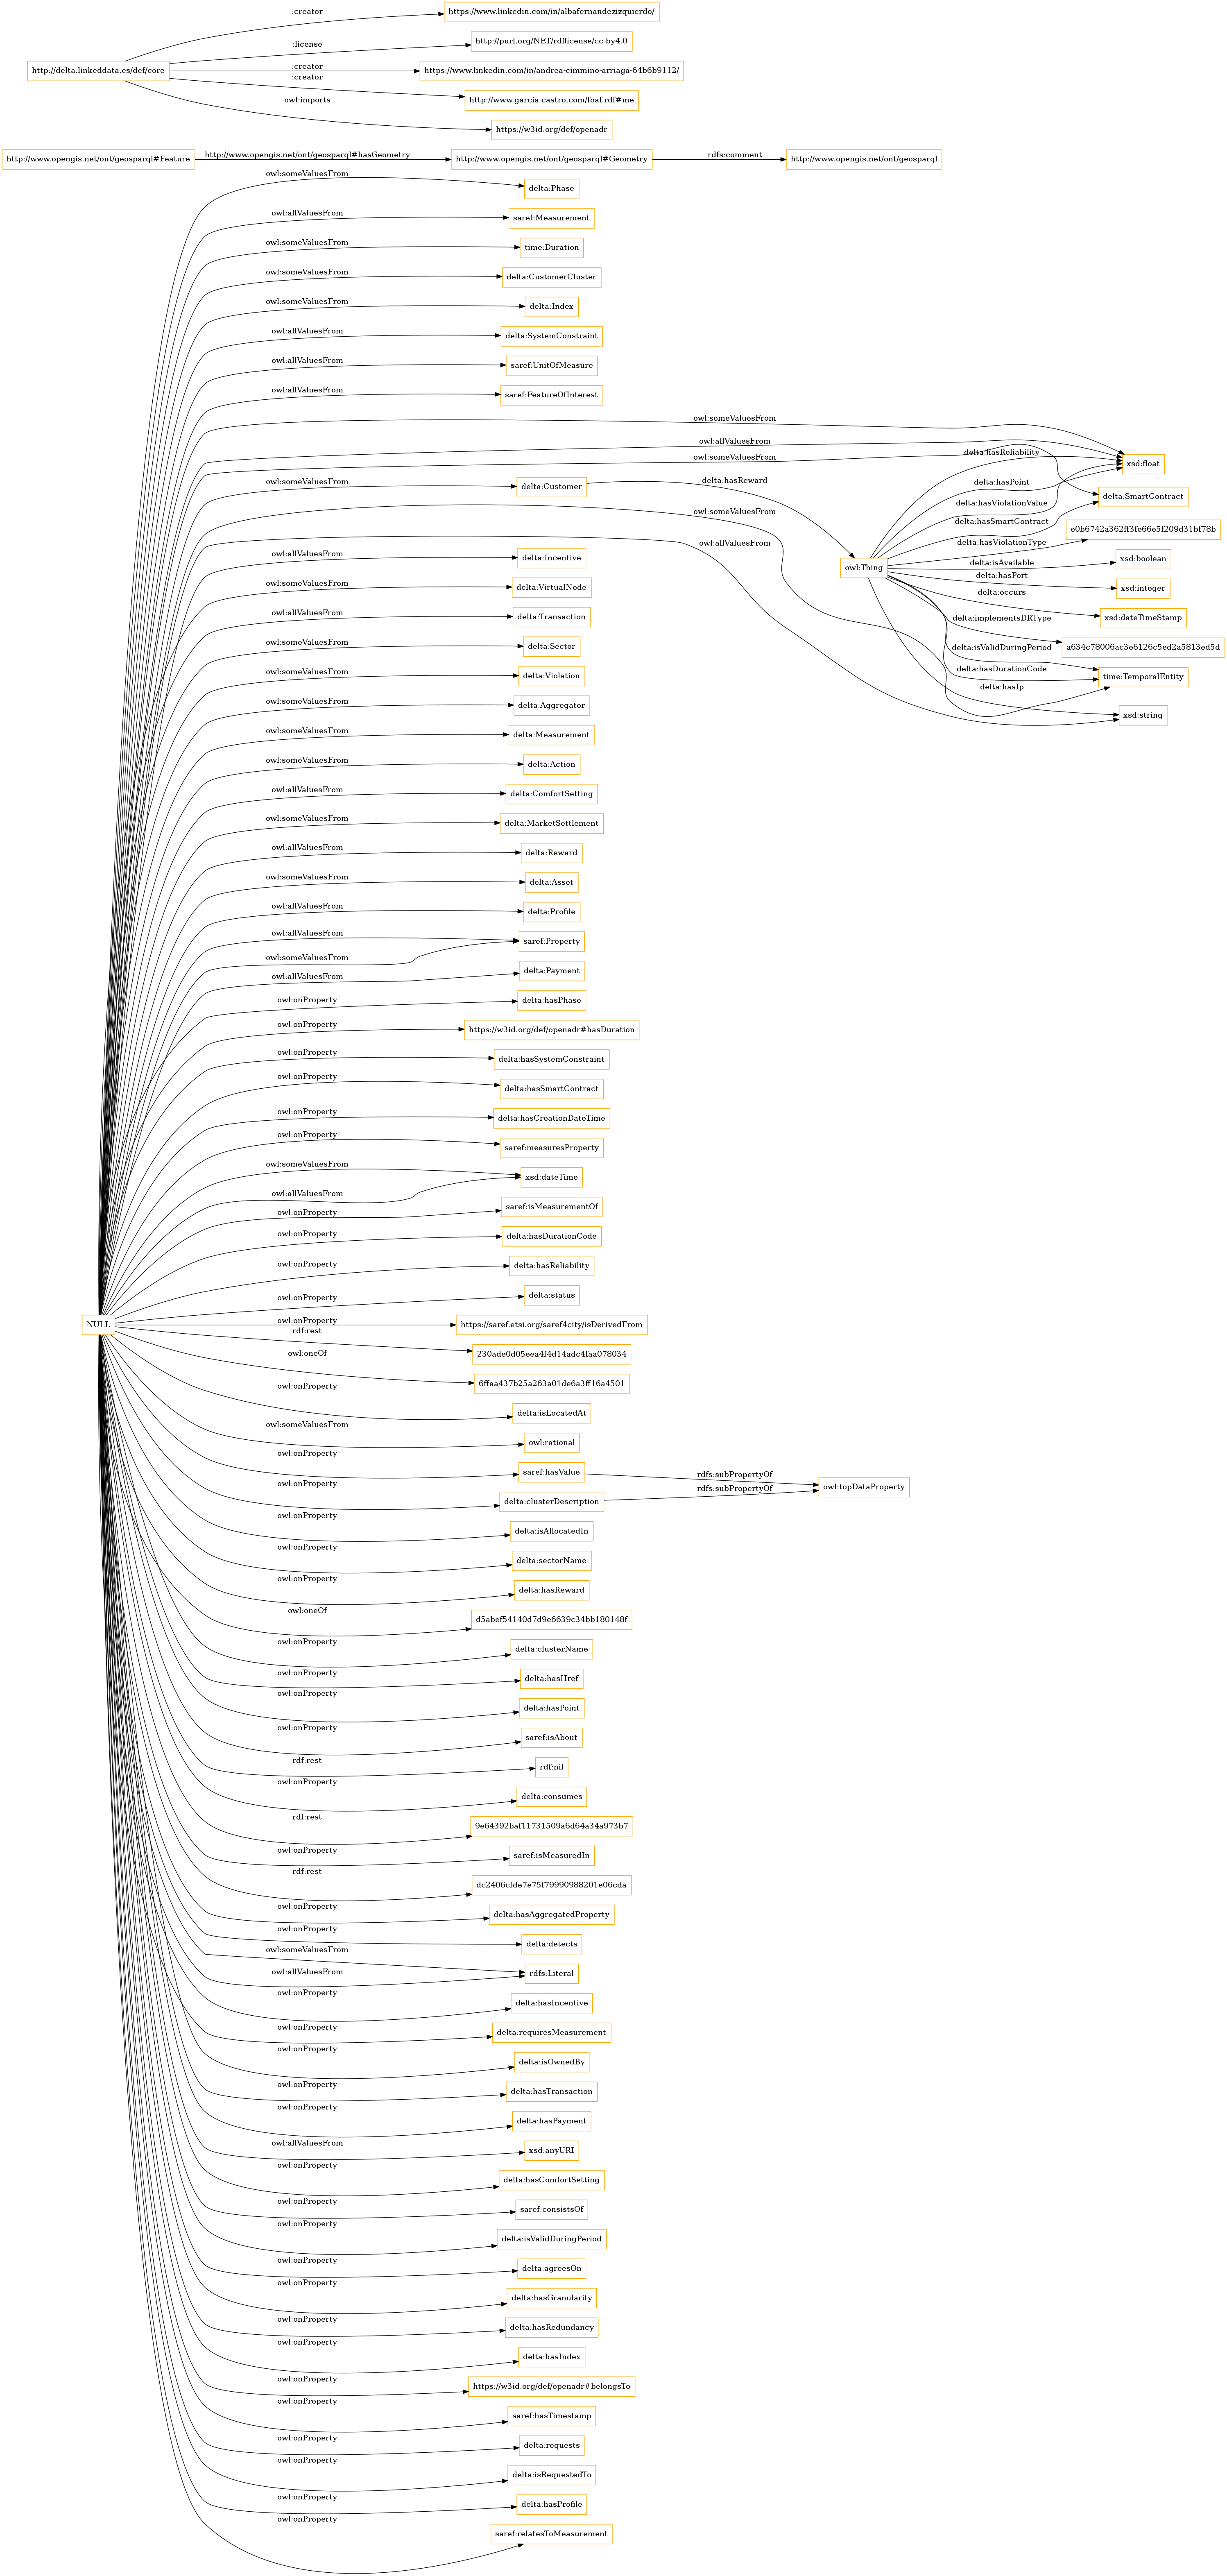 :creator
https://www.linkedin.com/in/albafernandezizquierdo/
:license
http://purl.org/NET/rdflicense/cc-by4.0
http://delta.linkeddata.es/def/core
:creator
https://www.linkedin.com/in/andrea-cimmino-arriaga-64b6b9112/
:creator
http://www.garcia-castro.com/foaf.rdf#me
owl:imports
https://w3id.org/def/openadr
http://www.opengis.net/ont/geosparql#Feature
http://www.opengis.net/ont/geosparql#hasGeometry
http://www.opengis.net/ont/geosparql#Geometry
rdfs:comment
http://www.opengis.net/ont/geosparql
owl:someValuesFrom
delta:Phase
owl:allValuesFrom
saref:Measurement
owl:someValuesFrom
time:Duration
owl:someValuesFrom
delta:CustomerCluster
owl:someValuesFrom
delta:Index
owl:allValuesFrom
delta:SystemConstraint
owl:allValuesFrom
saref:UnitOfMeasure
owl:allValuesFrom
saref:FeatureOfInterest
owl:someValuesFrom
owl:allValuesFrom
owl:someValuesFrom
delta:hasReliability
xsd:float
owl:someValuesFrom
delta:Customer
delta:hasReward
delta:hasPoint
delta:SmartContract
delta:hasViolationValue
owl:someValuesFrom
delta:hasSmartContract
e0b6742a362ff3fe66e5f209d31bf78b
owl:allValuesFrom
delta:hasViolationType
owl:allValuesFrom
delta:Incentive
owl:Thing
delta:isAvailable
xsd:boolean
delta:hasPort
xsd:integer
owl:someValuesFrom
delta:VirtualNode
delta:occurs
xsd:dateTimeStamp
owl:allValuesFrom
delta:Transaction
delta:implementsDRType
a634c78006ac3e6126c5ed2a5813ed5d
owl:someValuesFrom
delta:Sector
delta:isValidDuringPeriod
time:TemporalEntity
owl:someValuesFrom
delta:Violation
delta:hasDurationCode
delta:hasIp
xsd:string
owl:someValuesFrom
delta:Aggregator
owl:someValuesFrom
delta:Measurement
owl:someValuesFrom
delta:Action
owl:allValuesFrom
delta:ComfortSetting
owl:someValuesFrom
delta:MarketSettlement
owl:allValuesFrom
delta:Reward
owl:someValuesFrom
delta:Asset
owl:allValuesFrom
delta:Profile
owl:allValuesFrom
saref:Property
owl:someValuesFrom
owl:allValuesFrom
delta:Payment
owl:onProperty
delta:hasPhase
owl:onProperty
https://w3id.org/def/openadr#hasDuration
owl:onProperty
delta:hasSystemConstraint
owl:onProperty
delta:hasSmartContract
owl:onProperty
delta:hasCreationDateTime
owl:onProperty
saref:measuresProperty
owl:someValuesFrom
xsd:dateTime
owl:allValuesFrom
owl:onProperty
saref:isMeasurementOf
owl:onProperty
delta:hasDurationCode
owl:onProperty
delta:hasReliability
owl:onProperty
delta:status
NULL
owl:onProperty
https://saref.etsi.org/saref4city/isDerivedFrom
rdf:rest
230ade0d05eea4f4d14adc4faa078034
owl:oneOf
6ffaa437b25a263a01de6a3ff16a4501
owl:onProperty
delta:isLocatedAt
owl:someValuesFrom
owl:rational
owl:onProperty
saref:hasValue
rdfs:subPropertyOf
owl:topDataProperty
owl:onProperty
delta:clusterDescription
rdfs:subPropertyOf
owl:onProperty
delta:isAllocatedIn
owl:onProperty
delta:sectorName
owl:onProperty
delta:hasReward
owl:oneOf
d5abef54140d7d9e6639c34bb180148f
owl:onProperty
delta:clusterName
owl:onProperty
delta:hasHref
owl:onProperty
delta:hasPoint
owl:onProperty
saref:isAbout
rdf:rest
rdf:nil
owl:onProperty
delta:consumes
rdf:rest
9e64392baf11731509a6d64a34a973b7
owl:onProperty
saref:isMeasuredIn
rdf:rest
dc2406cfde7e75f79990988201e06cda
owl:onProperty
delta:hasAggregatedProperty
owl:onProperty
delta:detects
owl:someValuesFrom
rdfs:Literal
owl:allValuesFrom
owl:onProperty
delta:hasIncentive
owl:onProperty
delta:requiresMeasurement
owl:onProperty
delta:isOwnedBy
owl:onProperty
delta:hasTransaction
owl:onProperty
delta:hasPayment
owl:allValuesFrom
xsd:anyURI
owl:onProperty
delta:hasComfortSetting
owl:onProperty
saref:consistsOf
owl:onProperty
delta:isValidDuringPeriod
owl:onProperty
delta:agreesOn
owl:onProperty
delta:hasGranularity
owl:onProperty
delta:hasRedundancy
owl:onProperty
delta:hasIndex
owl:onProperty
https://w3id.org/def/openadr#belongsTo
owl:onProperty
saref:hasTimestamp
owl:onProperty
delta:requests
owl:onProperty
delta:isRequestedTo
owl:onProperty
delta:hasProfile
owl:onProperty
saref:relatesToMeasurement